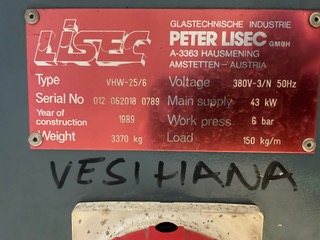 LiSEC
GLASTECHNISCHE INDUSTRIE
PETER LISEC GMBH
A-3363 HAUSMENING
AMSTETTEN - AUSTRIA
Type VHW-25/6 Voltage 380V-3/N 50Hz
Serial No 012 062018 0789 Main supply 43 kW
Year of construction 1989 Work press 6 bar
Weight 3370 kg Load 150 kg/m
VESIHANA